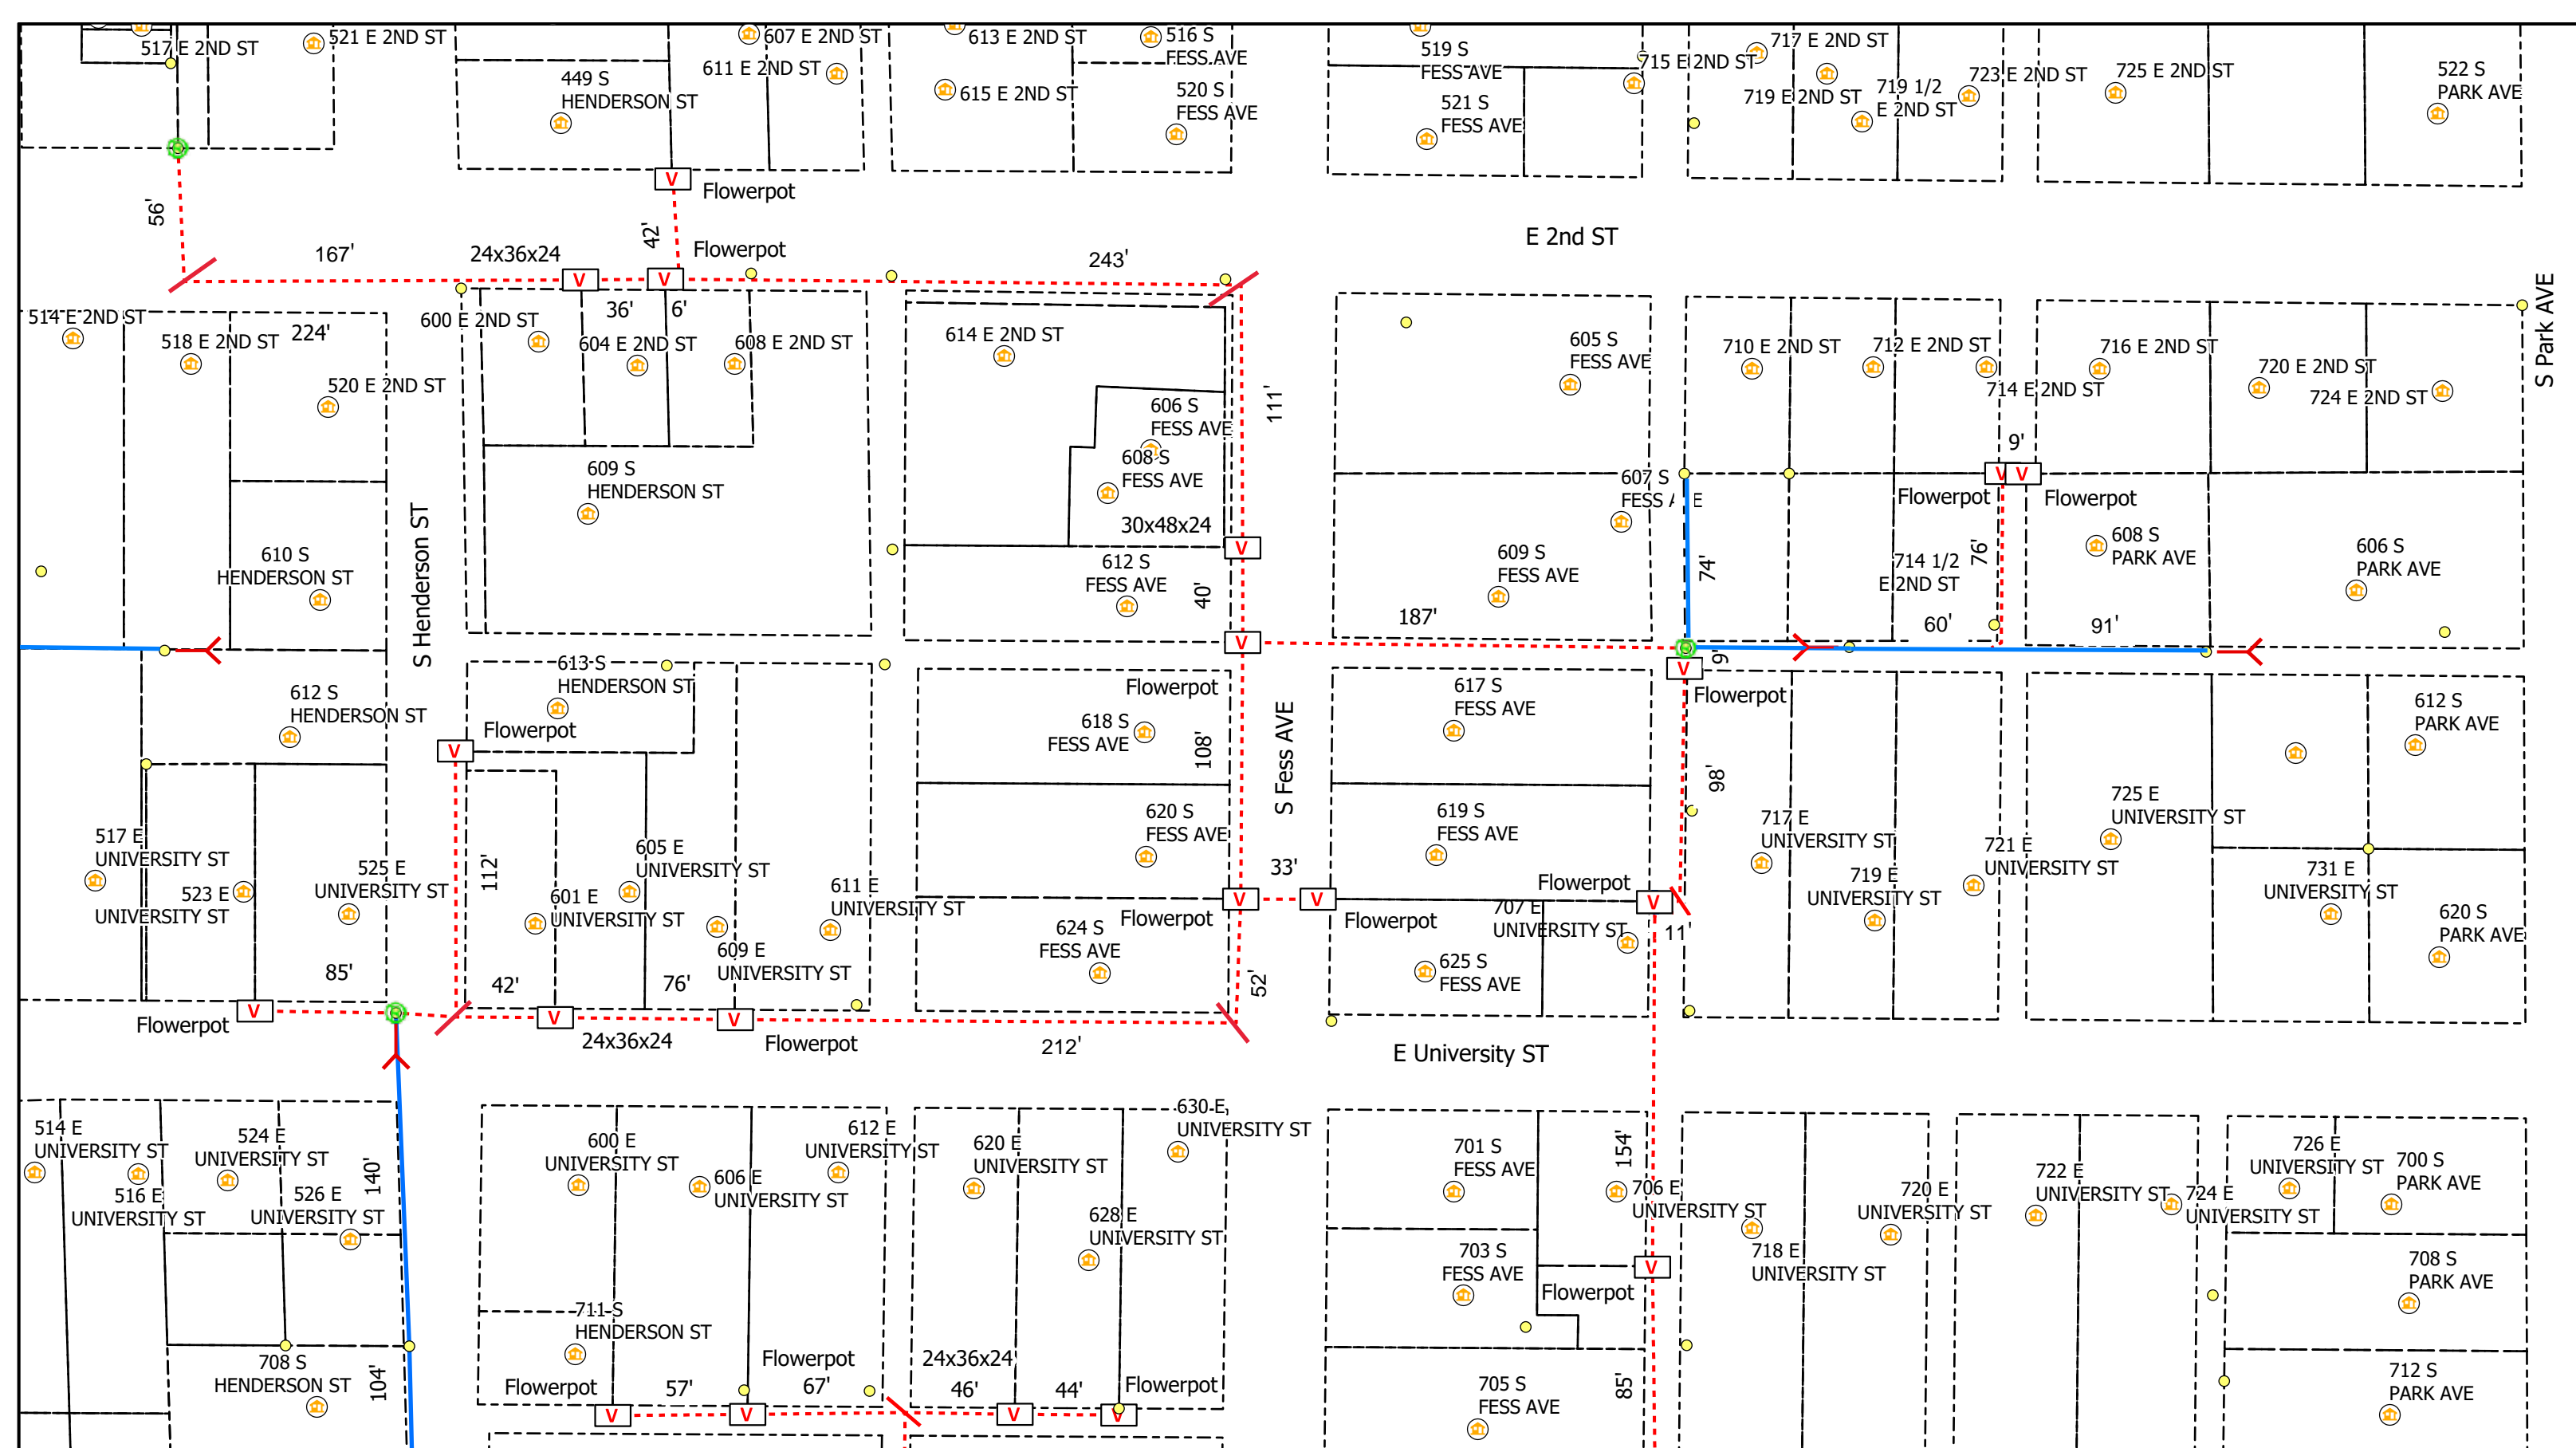 517 E 2ND ST
521 E 2ND ST
607 E 2ND ST
611 E 2ND ST
613 E 2ND ST
615 E 2ND ST
516 S
FESS AVE
520 S
FESS AVE
519 S
FESS AVE
521 S
FESS AVE
715 E 2ND ST
717 E 2ND ST
719 E 2ND ST
719 1/2
E 2ND ST
723 E 2ND ST
725 E 2ND ST
522 S
PARK AVE
449 S
HENDERSON ST
V
Flowerpot
56'
42'
Flowerpot
167'
24x36x24
V
V
243'
E 2nd ST
S Park AVE
514 E 2ND ST
518 E 2ND ST
224'
520 E 2ND ST
600 E 2ND ST
36'
6'
604 E 2ND ST
608 E 2ND ST
614 E 2ND ST
606 S
FESS AVE
608 S
FESS AVE
30x48x24
111'
V
605 S
FESS AVE
710 E 2ND ST
712 E 2ND ST
714 E 2ND ST
716 E 2ND ST
720 E 2ND ST
724 E 2ND ST
9'
V
V
Flowerpot
Flowerpot
609 S
HENDERSON ST
S Henderson ST
610 S
HENDERSON ST
612 S
FESS AVE
40'
V
187'
607 S
FESS A E
609 S
FESS AVE
74'
714 1/2
E 2ND ST
76'
60'
91'
608 S
PARK AVE
606 S
PARK AVE
9'
V
Flowerpot
612 S
HENDERSON ST
613 S
HENDERSON ST
V
Flowerpot
Flowerpot
618 S
FESS AVE
108'
S Fess AVE
617 S
FESS AVE
98'
612 S
PARK AVE
620 S
FESS AVE
619 S
FESS AVE
717 E
UNIVERSITY ST
719 E
UNIVERSITY ST
721 E
UNIVERSITY ST
725 E
UNIVERSITY ST
731 E
UNIVERSITY ST
620 S
PARK AVE
517 E
UNIVERSITY ST
523 E
UNIVERSITY ST
525 E
UNIVERSITY ST
112'
601 E
UNIVERSITY ST
605 E
UNIVERSITY ST
609 E
UNIVERSITY ST
611 E
UNIVERSITY ST
V
33'
V
Flowerpot
Flowerpot
Flowerpot
V
11'
624 S
FESS AVE
52'
625 S
FESS AVE
707 E
UNIVERSITY ST
85'
42'
76'
V
Flowerpot
V
24x36x24
V
Flowerpot
212'
E University ST
514 E
UNIVERSITY ST
516 E
UNIVERSITY ST
524 E
UNIVERSITY ST
526 E
UNIVERSITY ST
140'
600 E
UNIVERSITY ST
606 E
UNIVERSITY ST
612 E
UNIVERSITY ST
620 E
UNIVERSITY ST
630 E
UNIVERSITY ST
628 E
UNIVERSITY ST
701 S
FESS AVE
703 S
FESS AVE
154'
706 E
UNIVERSITY ST
718 E
UNIVERSITY ST
720 E
UNIVERSITY ST
722 E
UNIVERSITY ST
724 E
UNIVERSITY ST
726 E
UNIVERSITY ST
700 S
PARK AVE
708 S
PARK AVE
V
Flowerpot
708 S
HENDERSON ST
104'
711 S
HENDERSON ST
Flowerpot
57'
Flowerpot
67'
24x36x24
46'
44'
Flowerpot
V
V
V
V
705 S
FESS AVE
85'
712 S
PARK AVE